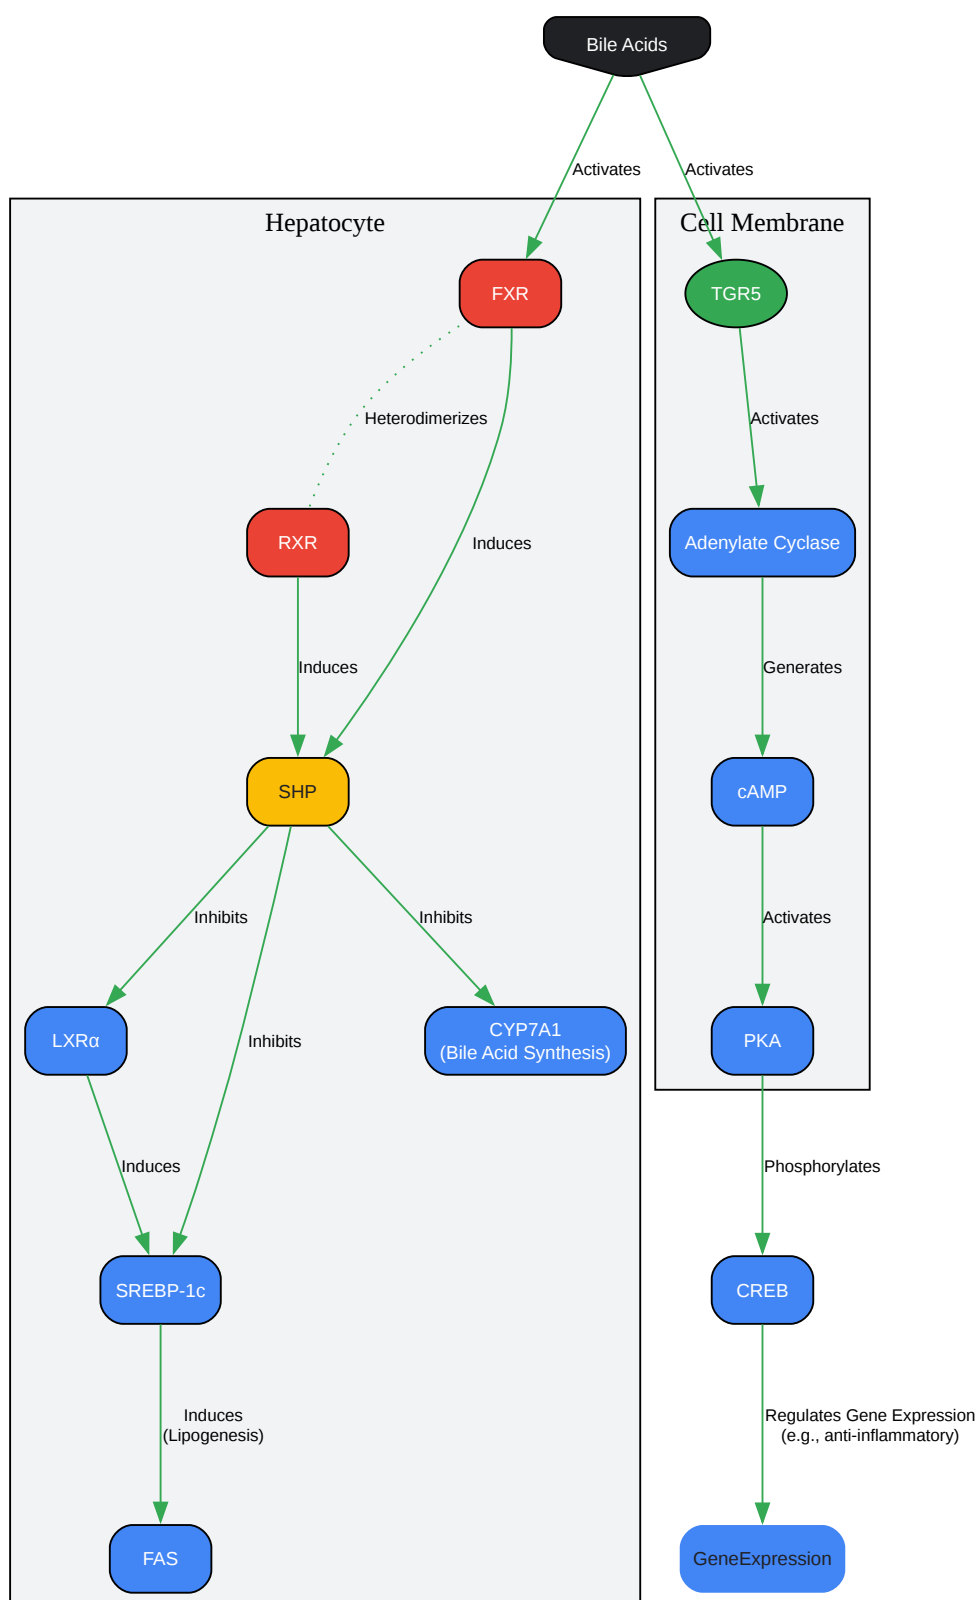 Bile Acids
Activates
Activates
Hepatocyte
Cell Membrane
FXR
TGR5
Heterodimerizes
Activates
RXR
Induces
Adenylate Cyclase
Induces
Generates
SHP
cAMP
Inhibits
Inhibits
Activates
LXRα
Inhibits
CYP7A1
(Bile Acid Synthesis)
PKA
Induces
Phosphorylates
SREBP-1c
CREB
Induces
(Lipogenesis)
Regulates Gene Expression
(e.g., anti-inflammatory)
FAS
GeneExpression